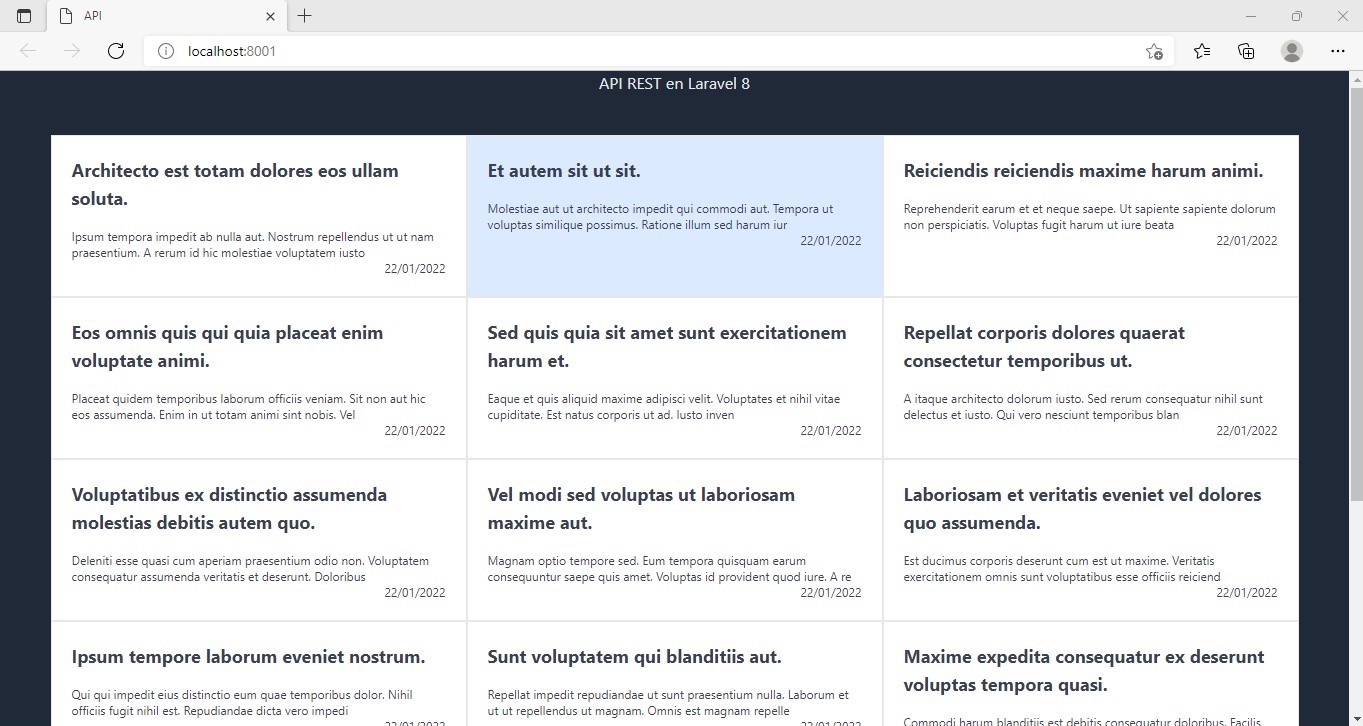 API
localhost:8001
API REST en Laravel 8
Architecto est totam dolores eos ullam
soluta.
Ipsum tempora impedit ab nulla aut. Nostrum repellendus ut ut nam
praesentium. A rerum id hic molestiae voluptatem iusto
22/01/2022
Et autem sit ut sit.
Molestiae aut ut architecto impedit qui commodi aut. Tempora ut
voluptas similique possimus. Ratione illum sed harum iur
22/01/2022
Reiciendis reiciendis maxime harum animi.
Reprehenderit earum et et neque saepe. Ut sapiente sapiente dolorum
non perspiciatis. Voluptas fugit harum ut iure beata
22/01/2022
Eos omnis quis qui quia placeat enim
voluptate animi.
Placeat quidem temporibus laborum officiis veniam. Sit non aut hic
eos assumenda. Enim in ut totam animi sint nobis. Vel
22/01/2022
Sed quis quia sit amet sunt exercitationem
harum et.
Eaque et quis aliquid maxime adipisci velit. Voluptates et nihil vitae
cupiditate. Est natus corporis ut ad. Iusto inven
22/01/2022
Repellat corporis dolores quaerat
consectetur temporibus ut.
A itaque architecto dolorum iusto. Sed rerum consequatur nihil sunt
delectus et iusto. Qui vero nesciunt temporibus blan
22/01/2022
Voluptatibus ex distinctio assumenda
molestias debitis autem quo.
Deleniti esse quasi cum aperiam praesentium odio non. Voluptatem
consequatur assumenda veritatis et deserunt. Doloribus
22/01/2022
Vel modi sed voluptas ut laboriosam
maxime aut.
Magnam optio tempore sed. Eum tempora quisquam earum
consequuntur saepe quis amet. Voluptas id provident quod iure. A re
22/01/2022
Laboriosam et veritatis eveniet vel dolores
quo assumenda.
Est ducimus corporis deserunt cum est ut maxime. Veritatis
exercitationem omnis sunt voluptatibus esse officiis reiciend
22/01/2022
Ipsum tempore laborum eveniet nostrum.
Qui qui impedit eius distinctio eum quae temporibus dolor. Nihil
officiis fugit nihil est. Repudiandae dicta vero impedi
22/01/2022
Sunt voluptatem qui blanditiis aut.
Repellat impedit repudiandae ut sunt praesentium nulla. Laborum et
ut ut repellendus ut magnam. Omnis est magnam repelle
22/01/2022
Maxime expedita consequatur ex deserunt
voluptas tempora quasi.
Commodi harum blanditiis est debitis consequatur doloribus. Facilis